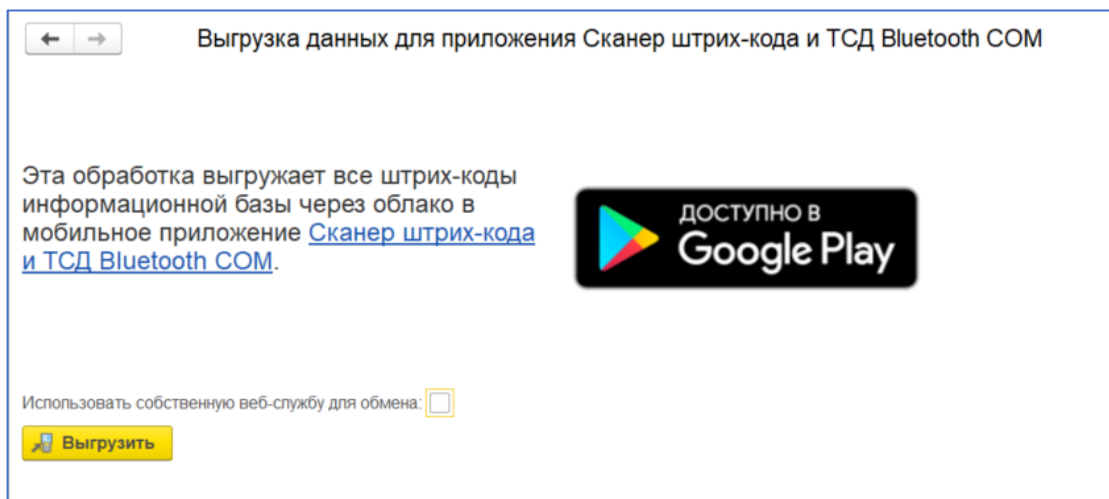 Выгрузка данных для приложения Сканер штрих-кода и ТСД Bluetooth COM
Эта обработка выгружает все штрих-коды
информационной базы через облако в
мобильное приложение Сканер штрих-кода
и ТСД Bluetooth COM.
ДОСТУПНО В
Google Play
Использовать собственную веб-службу для обмена:
Выгрузить